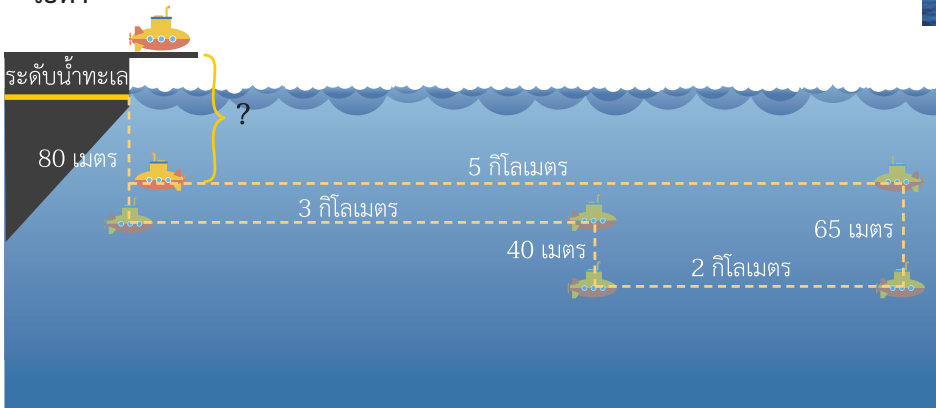 ระดับน้ำทะเล
?
80 เมตร
5 กิโลเมตร
3 กิโลเมตร
65 เมตร
40 เมตร
2 กิโลเมตร